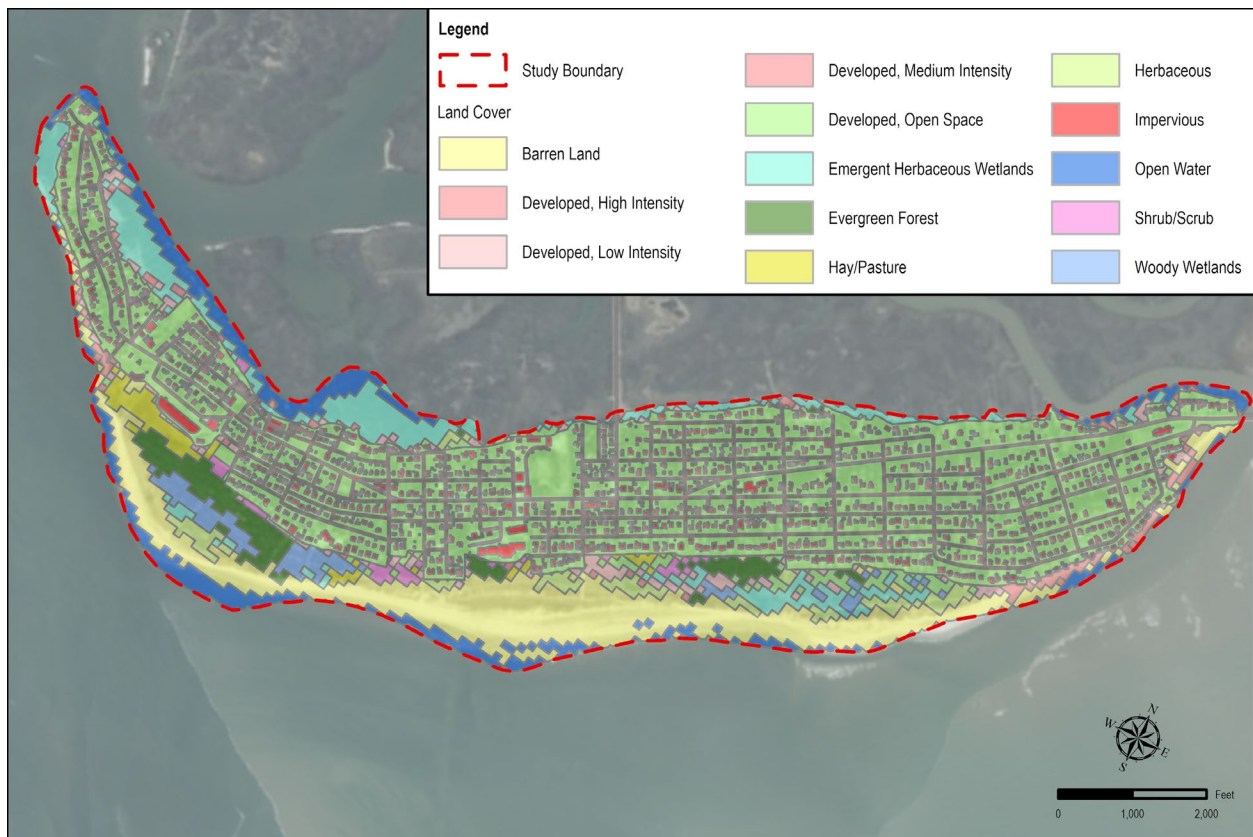 Legend
Study Boundary
Land Cover
Barren Land
Developed, High Intensity
Developed, Low Intensity
Developed, Medium Intensity
Developed, Open Space
Emergent Herbaceous Wetlands
Evergreen Forest
Hay/Pasture
Herbaceous
Impervious
Open Water
Shrub/Scrub
Woody Wetlands
N
W
E
S
Feet
0 1,000 2,000